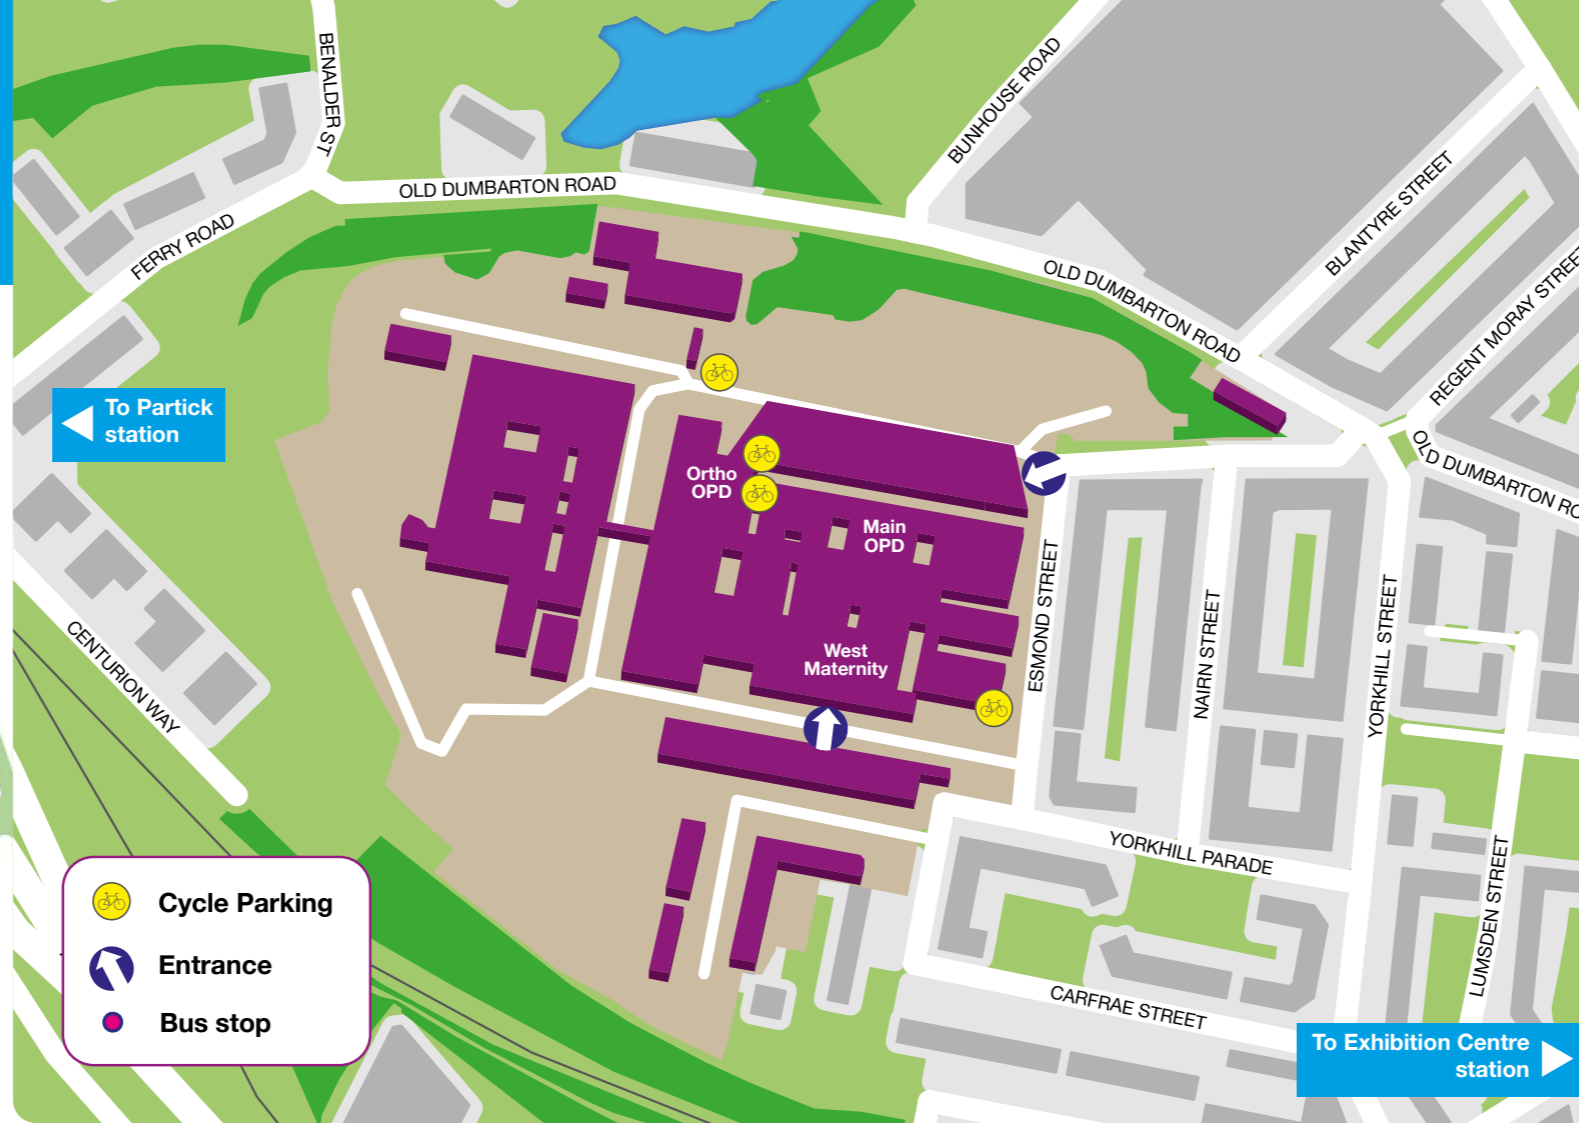 BENALDER ST
BUNHOUSE ROAD
OLD DUMBARTON ROAD
FERRY ROAD
BLANTYRE STREET
OLD DUMBARTON ROAD
REGENT MORAY STREET
To Partick
station
OLD DUMBARTON RO
Ortho
OPD
Main
OPD
ESMOND STREET
NAIRN STREET
YORKHILL STREET
CENTURION WAY
West
Maternity
YORKHILL PARADE
LUMSDEN STREET
Cycle Parking
Entrance
Bus stop
CARFRAE STREET
To Exhibition Centre
station